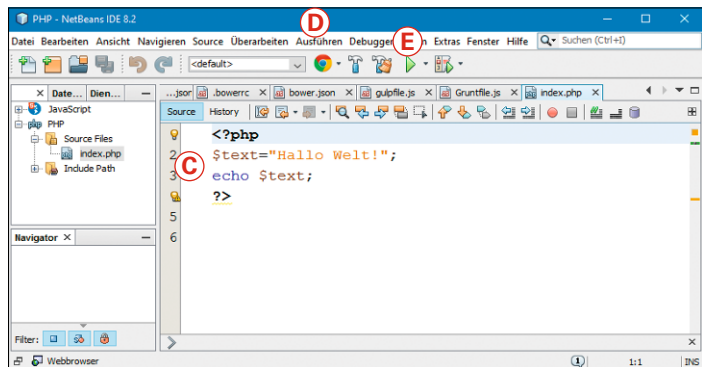 PHP - NetBeans IDE 8.2
D
Datei Bearbeiten Ansicht Navigieren Source Überarbeiten Ausführen Debuggen Extras Fenster Hilfe Suchen (Ctrl+I)
E
<default>
Date... Dien...
...json .bowerrc bower.json gulpfile.js Gruntfile.js index.php
JavaScript
PHP
Source Files
index.php
Include Path
Source History
<?php
2 $text="Hallo Welt!";
C
3 echo $text;
?>
5
6
Navigator
Filter:
Webbrowser
1 1:1 INS